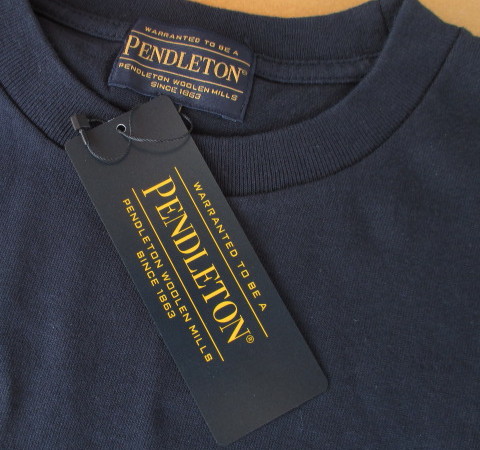 WARRANTED TO BE A
PENDLETON®
PENDLETON WOOLEN MILLS
SINCE 1863
WARRANTED TO BE A
PENDLETON®
PENDLETON WOOLEN MILLS
SINCE 1863